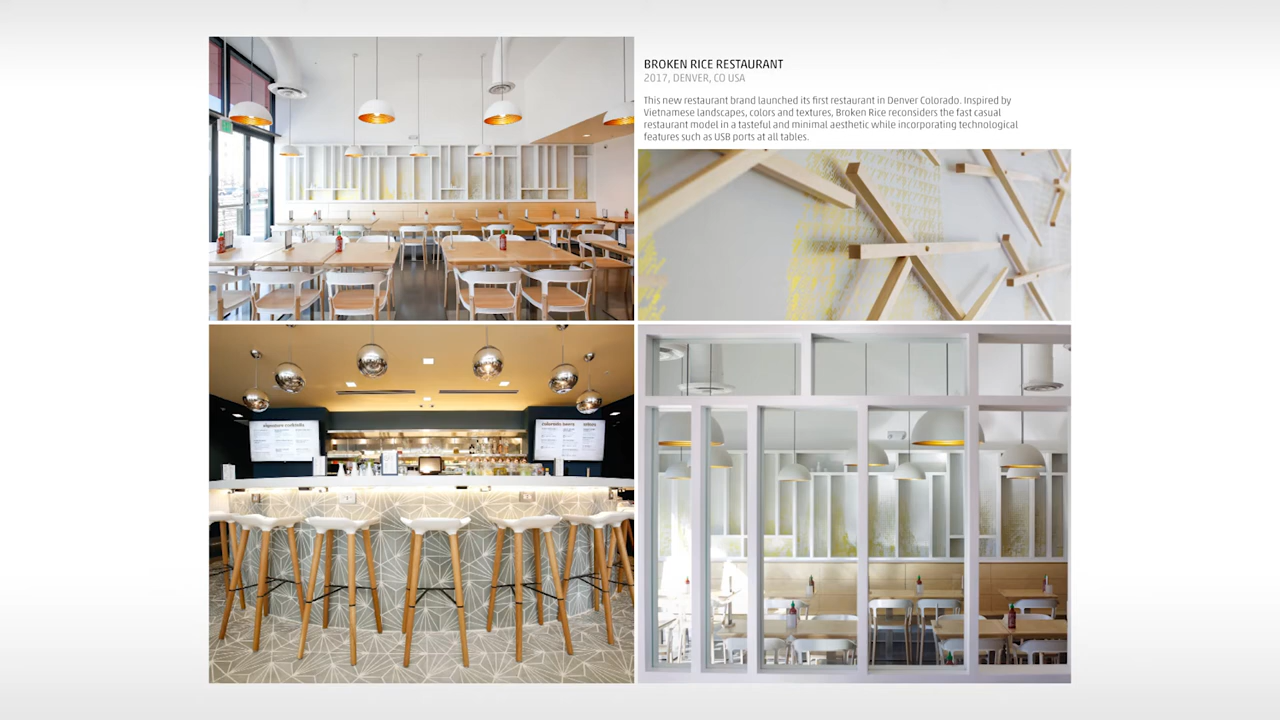 BROKEN RICE RESTAURANT
2017, DENVER, CO USA
This new restaurant brand launched its first restaurant in Denver Colorado. Inspired by
Vietnamese landscapes, colors and textures, Broken Rice reconsiders the fast casual
restaurant model in a tasteful and minimal aesthetic while incorporating technological
features such as USB ports at all tables.
signature cocktails
colorado beers